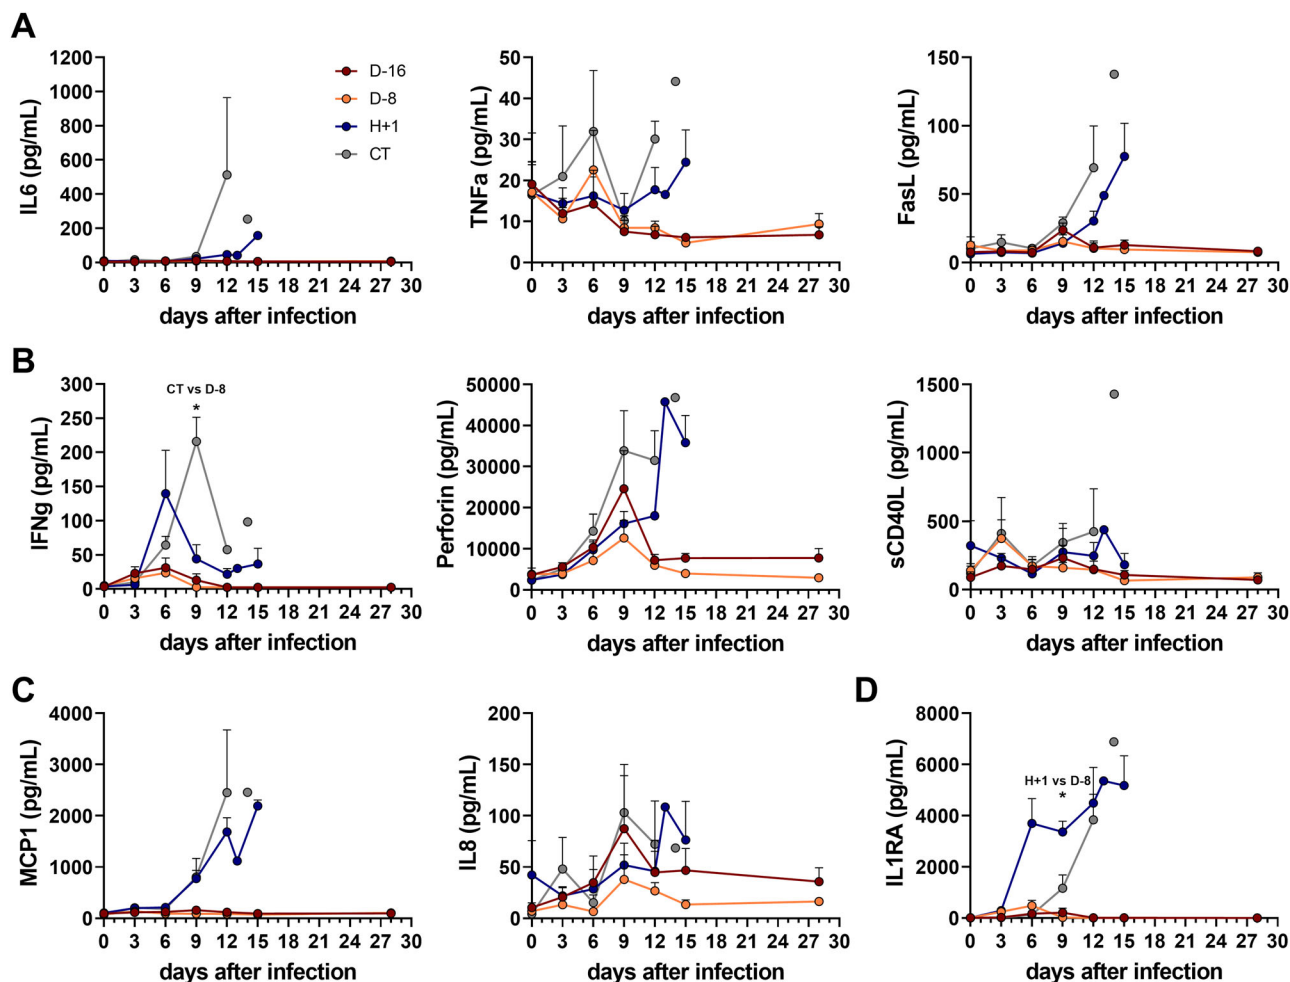 A
IL6 (pg/mL)
1200
1000
800
600
400
200
0
0 3 6 9 12 15 18 21 24 27 30
days after infection
D-16
D-8
H+1
CT
TNFa (pg/mL)
50
40
30
20
10
0
0 3 6 9 12 15 18 21 24 27 30
days after infection
FasL (pg/mL)
150
100
50
0
0 3 6 9 12 15 18 21 24 27 30
days after infection
B
IFNg (pg/mL)
300
250
200
150
100
50
0
CT vs D-8
*
0 3 6 9 12 15 18 21 24 27 30
days after infection
Perforin (pg/mL)
50000
40000
30000
20000
10000
0
0 3 6 9 12 15 18 21 24 27 30
days after infection
sCD40L (pg/mL)
1500
1000
500
0
0 3 6 9 12 15 18 21 24 27 30
days after infection
C
MCP1 (pg/mL)
4000
3000
2000
1000
0
0 3 6 9 12 15 18 21 24 27 30
days after infection
IL8 (pg/mL)
200
150
100
50
0
0 3 6 9 12 15 18 21 24 27 30
days after infection
D
IL1RA (pg/mL)
8000
6000
4000
2000
0
H+1 vs D-8
*
0 3 6 9 12 15 18 21 24 27 30
days after infection